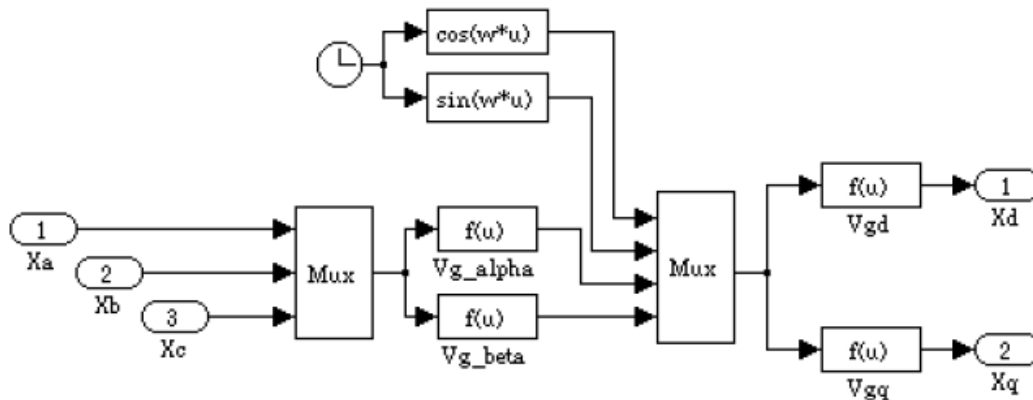 cos(w*u)
sin(w*u)
1
Xa
2
Xb
3
Xc
Mux
f(u)
Vg_alpha
f(u)
Vg_beta
Mux
f(u)
Vgd
1
Xd
f(u)
Vgq
2
Xq